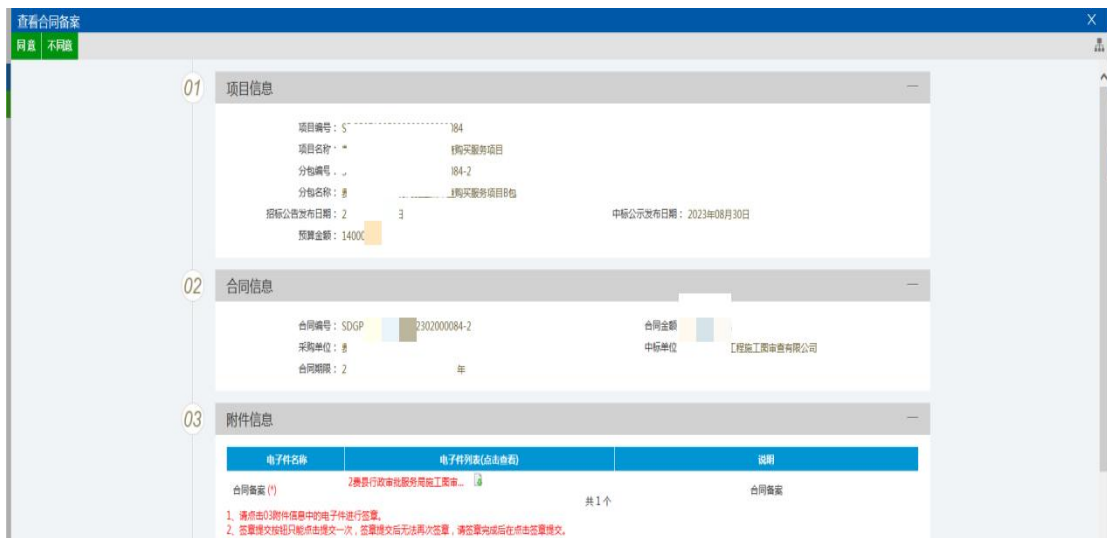 查看合同备案 X
同意 不同意
01 项目信息
项目编号： S 084
项目名称： 购买服务项目
分包编号 084-2
分包名称： 购买服务项目B包
招标公告发布日期： 2 日 中标公示发布日期： 2023年08月30日
预算金额： 14000
02 合同信息
合同编号： SDGP 2302000084-2 合同金额
采购单位： 中标单位 工程施工图审查有限公司
合同期限： 2 年
03 附件信息
电子件名称 电子件列表(点击查看) 说明
合同备案 (*) 2费县行政审批服务局施工图审... 合同备案
共1个
1、请点击03附件信息中的电子件进行签章。
2、签章提交按钮只能点击提交一次，签章提交后无法再次签章，请签章完成后在点击签章提交。